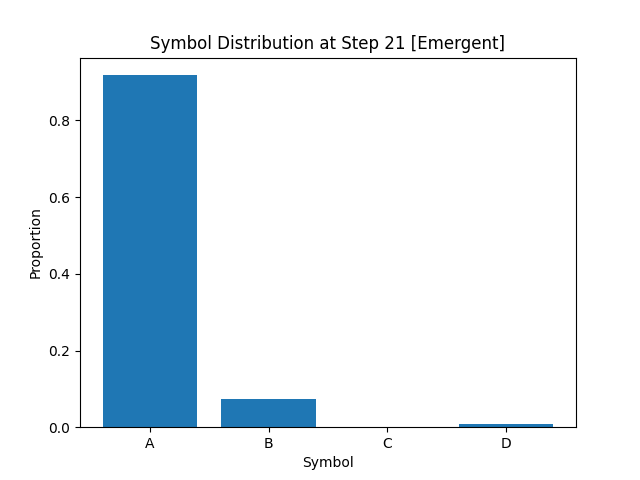 Symbol Distribution at Step 21 [Emergent]
0.8
0.6
0.4
0.2
0.0
Proportion
A B C D
Symbol